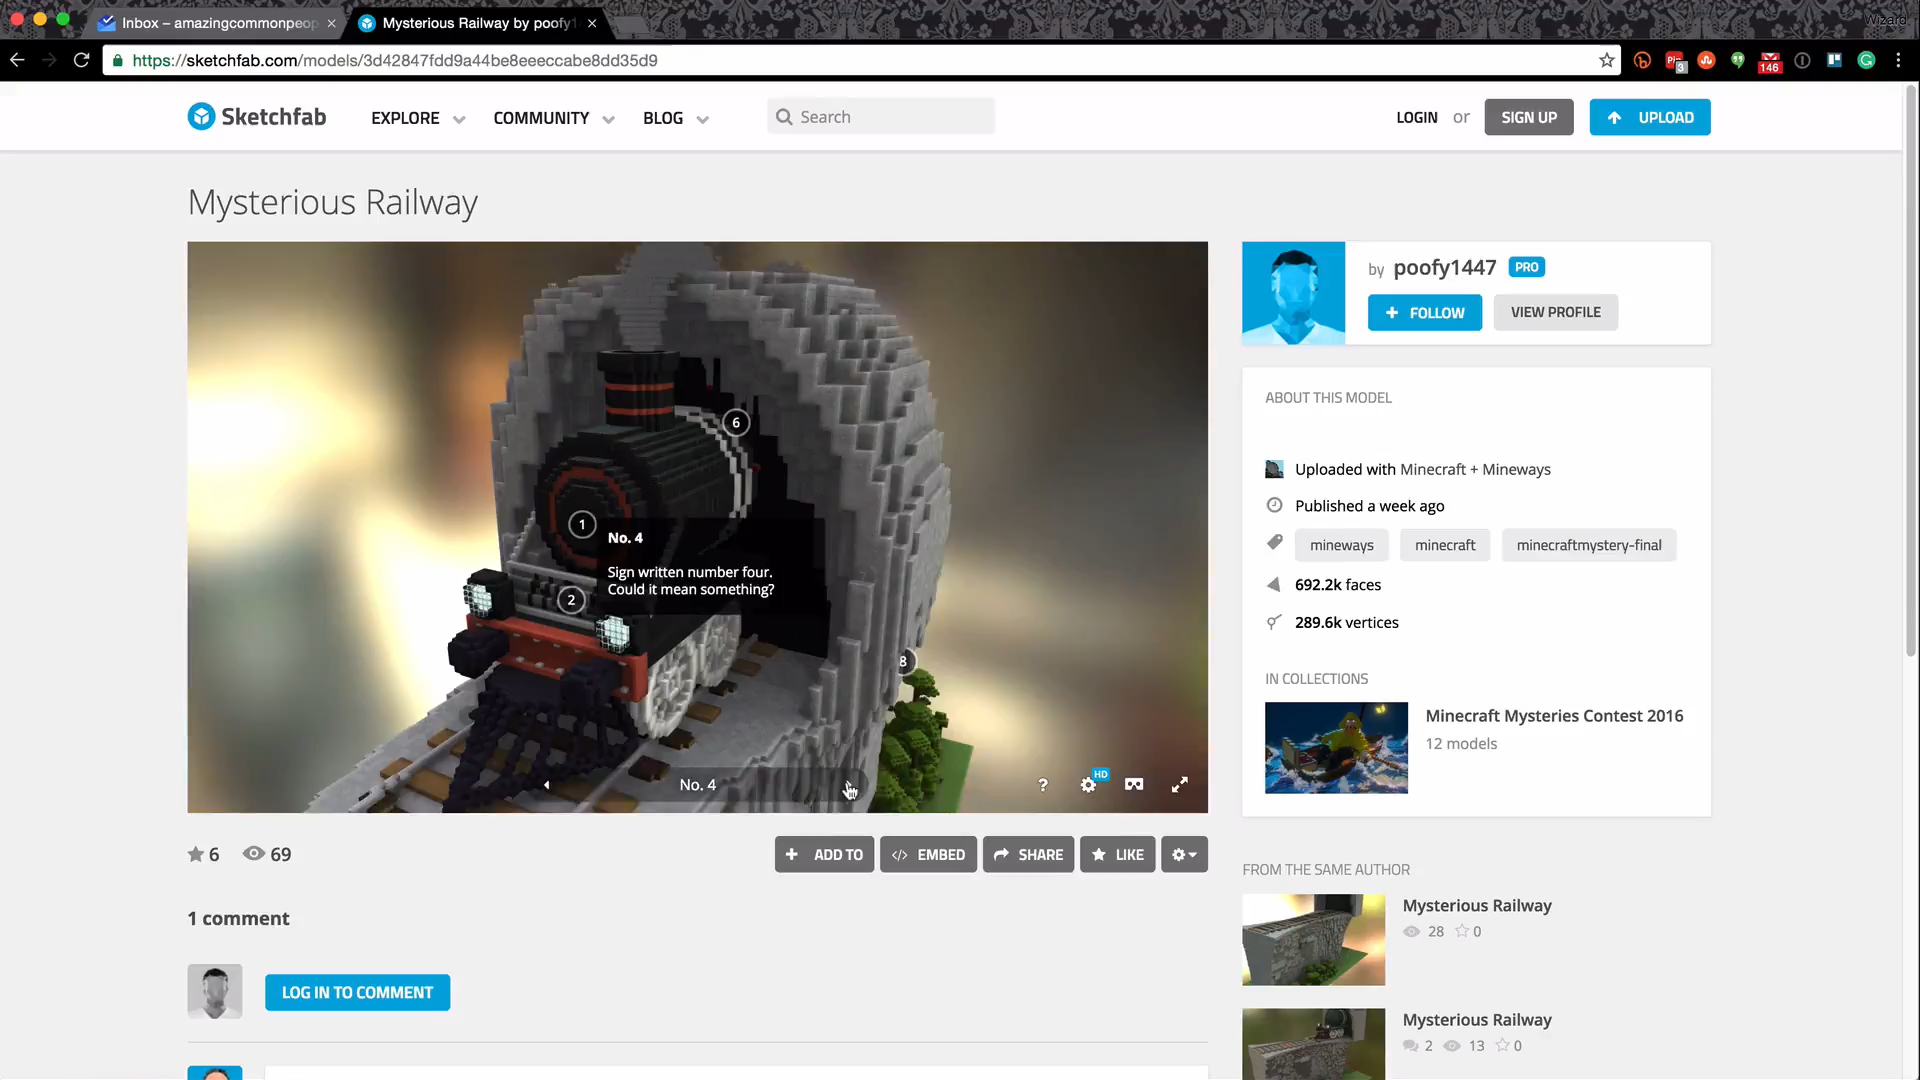 Wizard
Inbox – amazingcommonpeop
Mysterious Railway by poofy1
https://sketchfab.com/models/3d42847fdd9a44be8eeeccabe8dd35d9
3
146
Sketchfab
EXPLORE
COMMUNITY
BLOG
Search
LOGIN or
SIGN UP
UPLOAD
Mysterious Railway
6
1
No. 4
Sign written number four.
Could it mean something?
2
8
No. 4
?
HD
by poofy1447 PRO
+ FOLLOW
VIEW PROFILE
ABOUT THIS MODEL
Uploaded with Minecraft + Mineways
Published a week ago
mineways
minecraft
minecraftmystery-final
692.2k faces
289.6k vertices
IN COLLECTIONS
Minecraft Mysteries Contest 2016
12 models
6
69
+ ADD TO
</> EMBED
SHARE
LIKE
1 comment
LOG IN TO COMMENT
FROM THE SAME AUTHOR
Mysterious Railway
28
0
Mysterious Railway
2
13
0